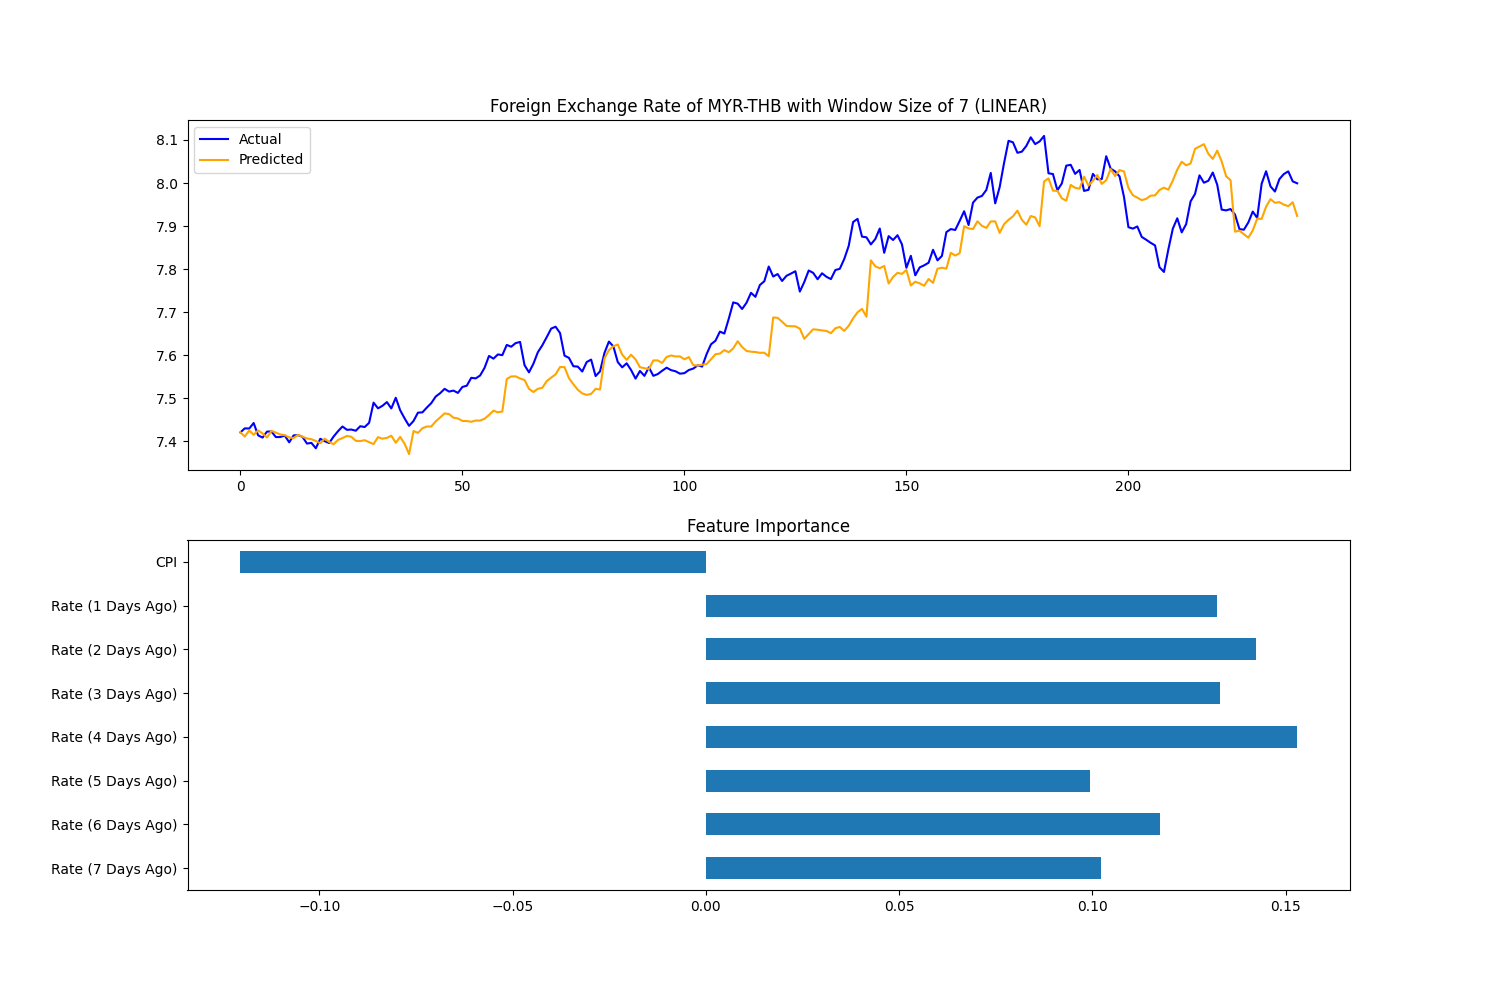 Foreign Exchange Rate of MYR-THB with Window Size of 7 (LINEAR)
Actual
Predicted
8.1
8.0
7.9
7.8
7.7
7.6
7.5
7.4
0 50 100 150 200
Feature Importance
CPI
Rate (1 Days Ago)
Rate (2 Days Ago)
Rate (3 Days Ago)
Rate (4 Days Ago)
Rate (5 Days Ago)
Rate (6 Days Ago)
Rate (7 Days Ago)
−0.10 −0.05 0.00 0.05 0.10 0.15